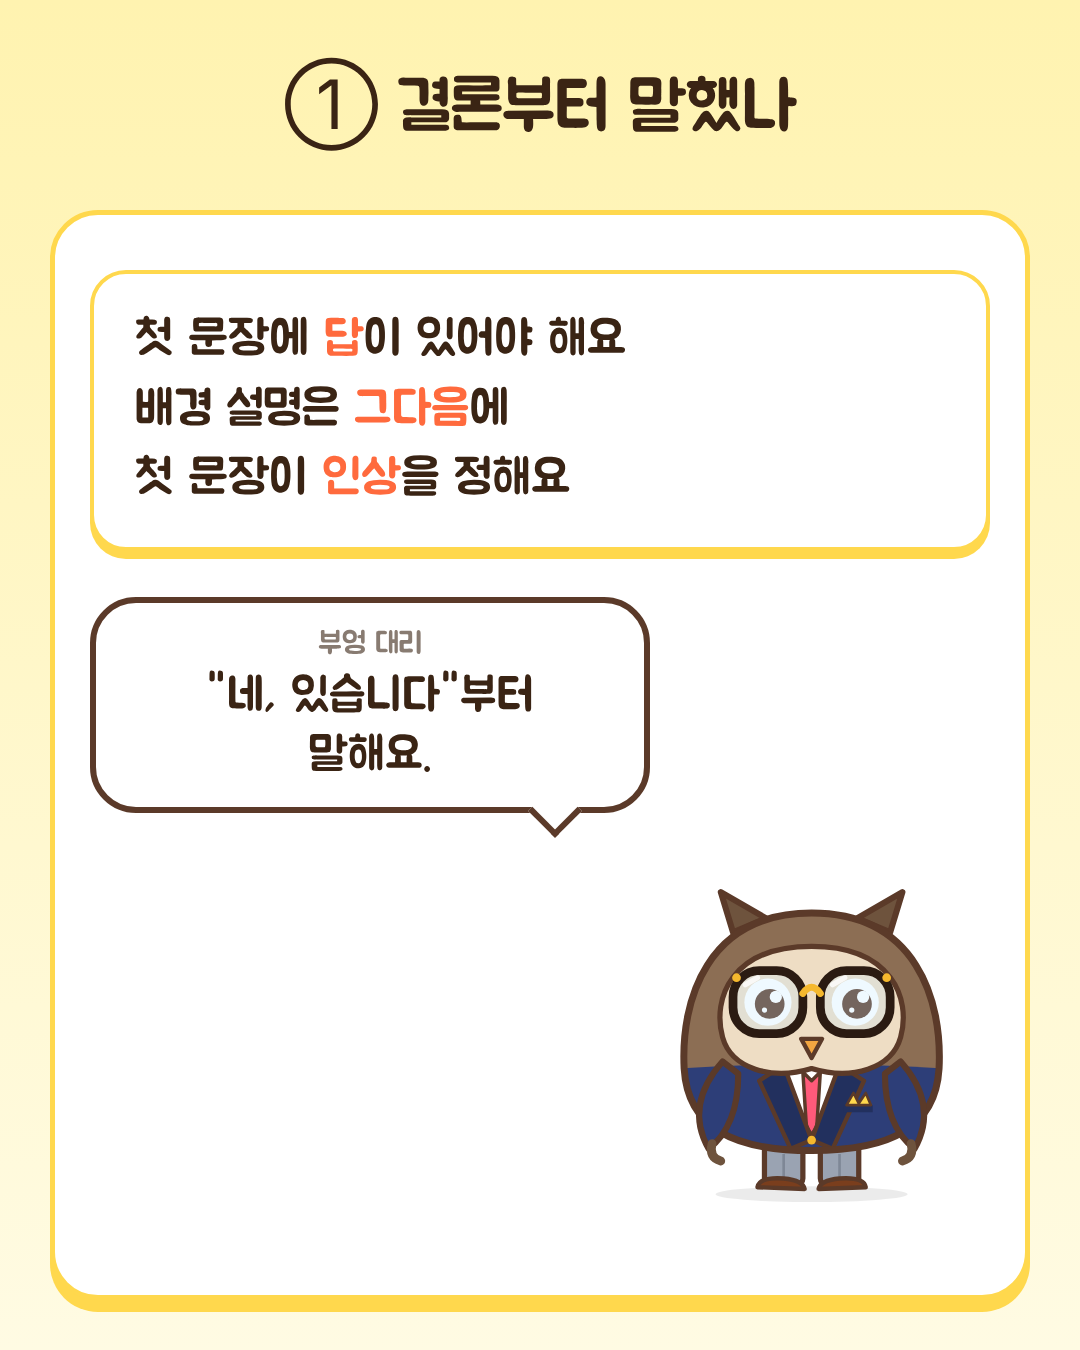 ① 결론부터 말했나
첫 문장에 답이 있어야 해요
배경 설명은 그다음에
첫 문장이 인상을 정해요
부엉 대리
"네, 있습니다"부터
말해요.